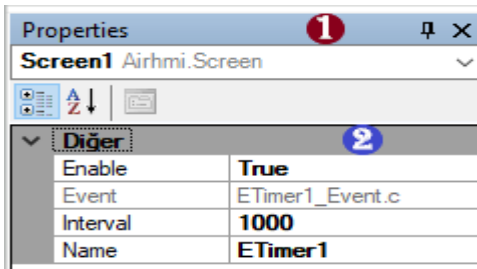 Properties 1
Screen1 Airhmi.Screen
A Z
Diğer 2
Enable True
Event ETimer1_Event.c
Interval 1000
Name ETimer1